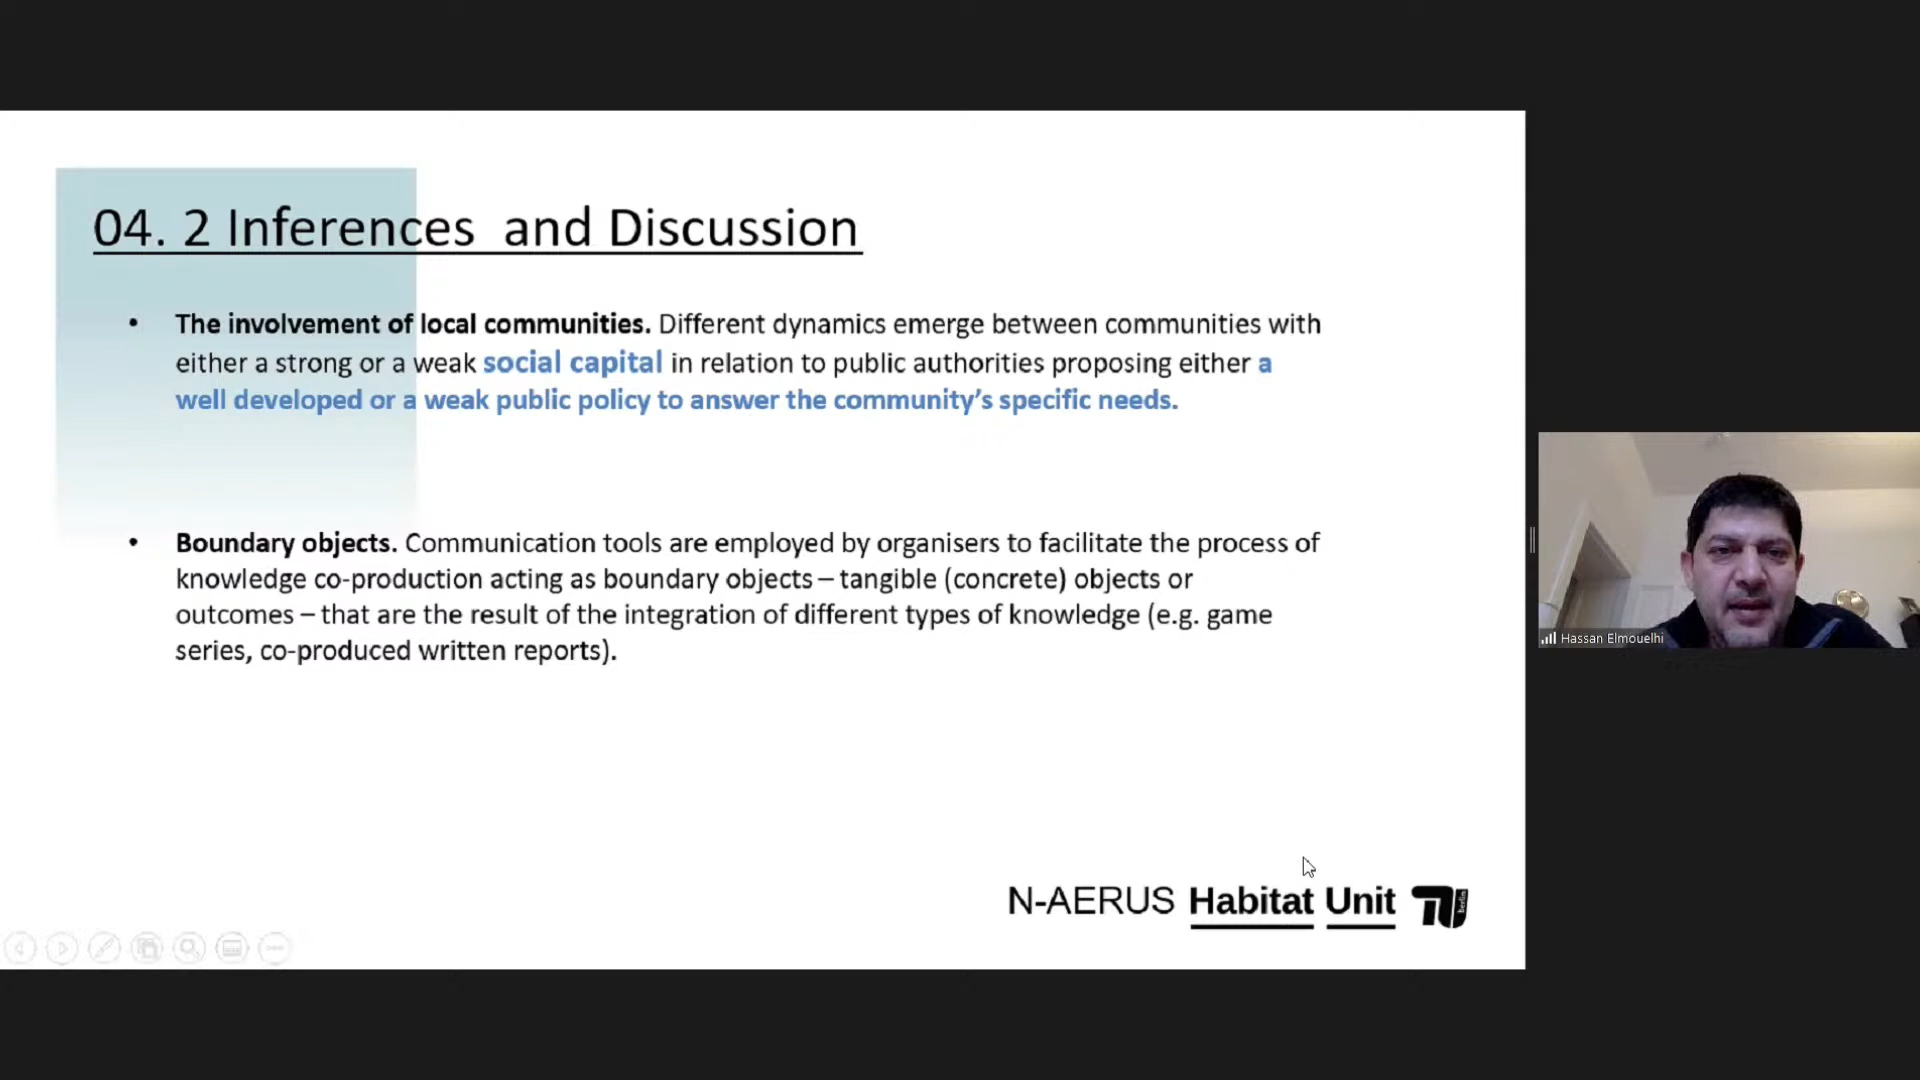 04. 2 Inferences and Discussion
• The involvement of local communities. Different dynamics emerge between communities with
either a strong or a weak social capital in relation to public authorities proposing either a
well developed or a weak public policy to answer the community’s specific needs.
• Boundary objects. Communication tools are employed by organisers to facilitate the process of
knowledge co-production acting as boundary objects – tangible (concrete) objects or
outcomes – that are the result of the integration of different types of knowledge (e.g. game
series, co-produced written reports).
Hassan Elmouelhi
N-AERUS Habitat Unit berlin